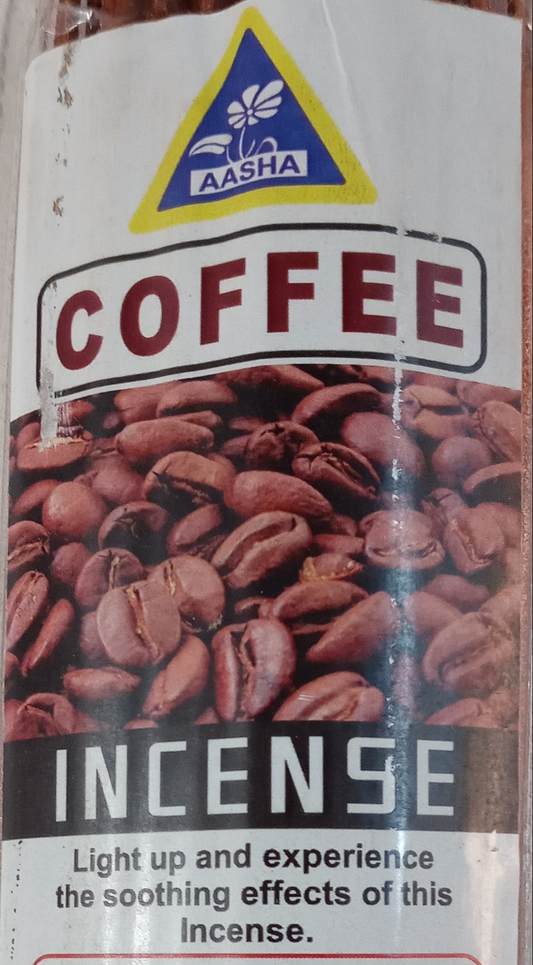 AASHA
COFFEE
INCENSE
Light up and experience
the soothing effects of this
Incense.